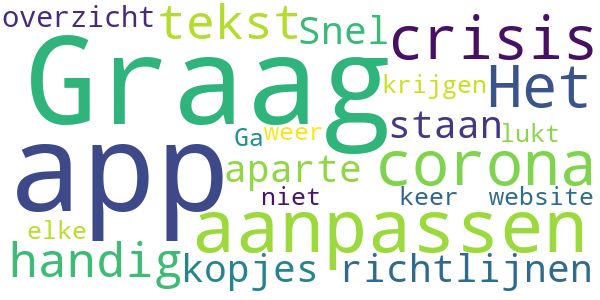 overzicht tekst Snel crisis
Graag krijgen Het
Ga weer staan lukt
app aparte corona
niet keer website
elke aanpassen
handig kopjes richtlijnen